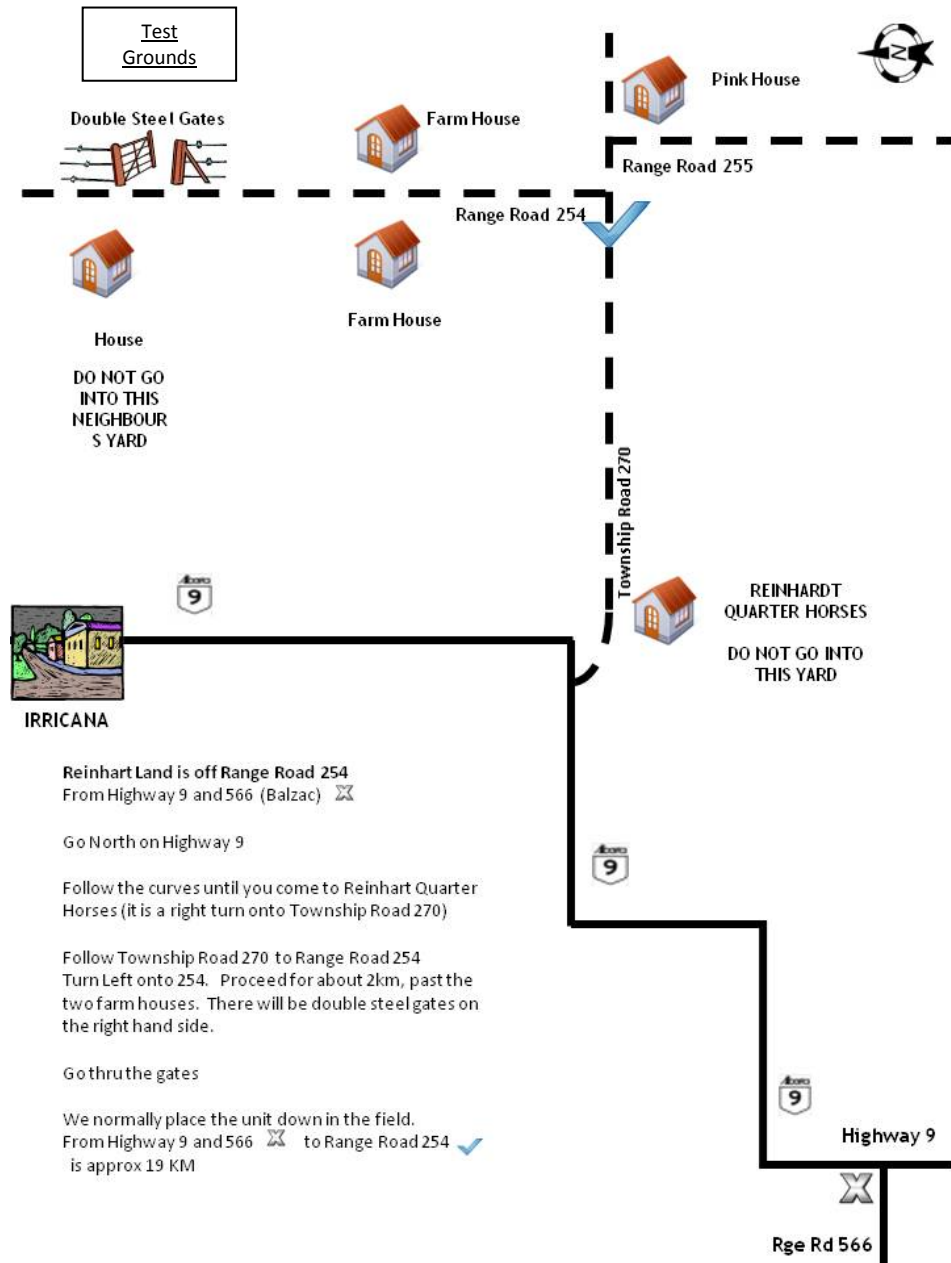 Test
Grounds
N
Pink House
Double Steel Gates
Farm House
Range Road 255
Range Road 254
House
Farm House
DO NOT GO
INTO THIS
NEIGHBOUR
S YARD
Township Road 270
Alberta
9
REINHARDT
QUARTER HORSES
DO NOT GO INTO
THIS YARD
IRRICANA
Reinhart Land is off Range Road 254
From Highway 9 and 566 (Balzac) X
Go North on Highway 9
Follow the curves until you come to Reinhart Quarter
Horses (it is a right turn onto Township Road 270)
Follow Township Road 270 to Range Road 254
Turn Left onto 254. Proceed for about 2km, past the
two farm houses. There will be double steel gates on
the right hand side.
Go thru the gates
We normally place the unit down in the field.
From Highway 9 and 566 X to Range Road 254
is approx 19 KM
Alberta
9
Alberta
9
Highway 9
X
Rge Rd 566